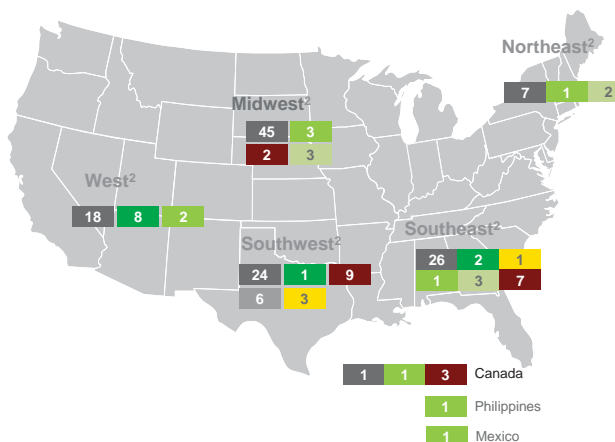 Northeast²
7 1 2
Midwest²
45 3
2 3
West²
18 8 2
Southwest²
24 1 9
6 3
Southeast²
26 2 1
1 3 7
1 1 3 Canada
1 Philippines
1 Mexico